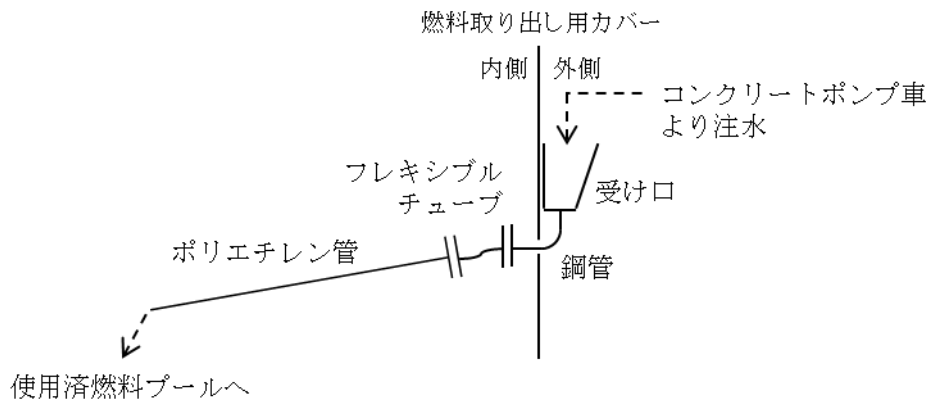 燃料取り出し用カバー
内側
外側
コンクリートポンプ車
より注水
フレキシブル
チューブ
受け口
ポリエチレン管
鋼管
使用済燃料プールへ